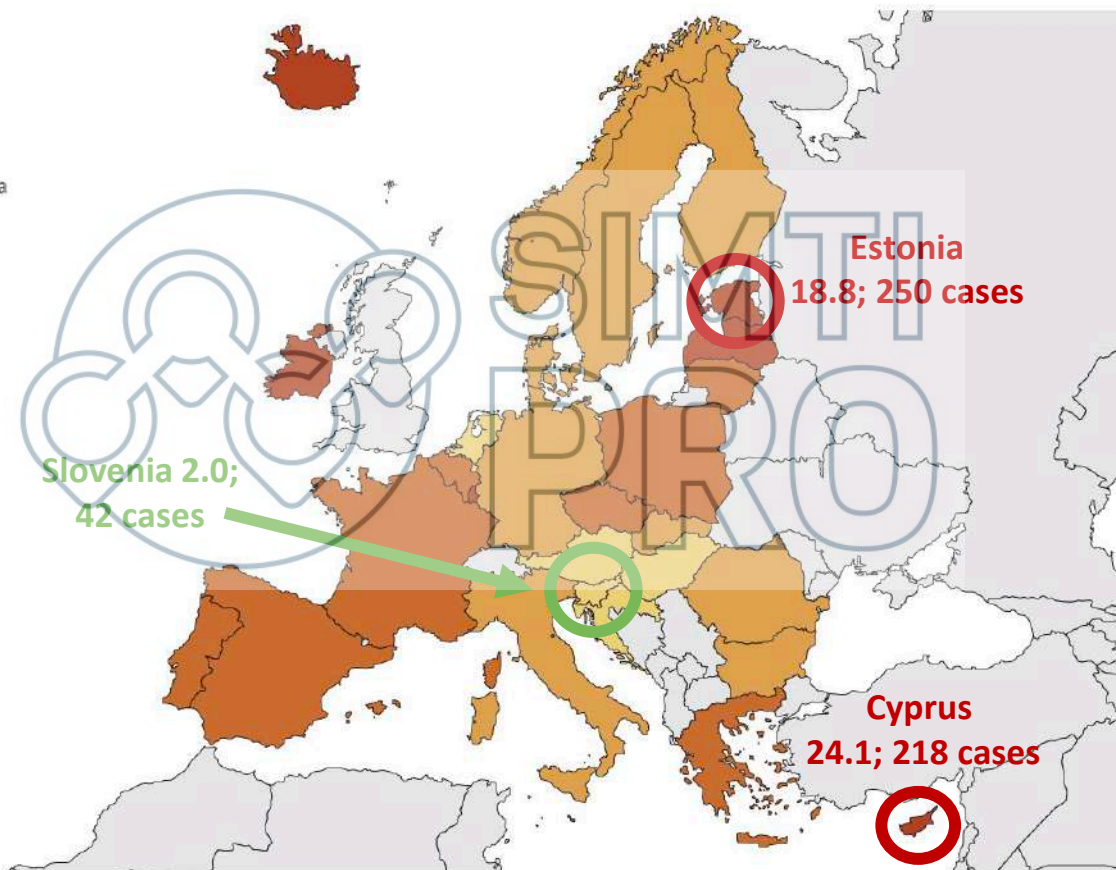 a
SIMTI
PRO
Estonia
18.8; 250 cases
Slovenia 2.0;
42 cases
Cyprus
24.1; 218 cases